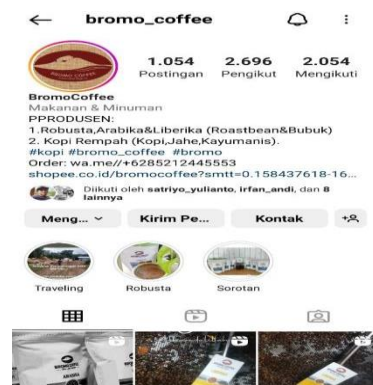 bromo_coffee
BROMO COFFEE
1.054 2.696 2.054
Postingan Pengikut Mengikuti
BromoCoffee
Makanan & Minuman
PPRODUSEN:
1.Robusta,Arabika&Liberika (Roastbean&Bubuk)
2. Kopi Rempah (Kopi,Jahe,Kayumanis).
#kopi #bromo_coffee #bromo
Order: wa.me//+6285212445553
shopee.co.id/bromocoffee?smtt=0.158437618-16...
Diikuti oleh satriyo_yulianto, irfan_andi, dan 8
lainnya
Meng... Kirim Pe... Kontak
Traveling Robusta Sorotan